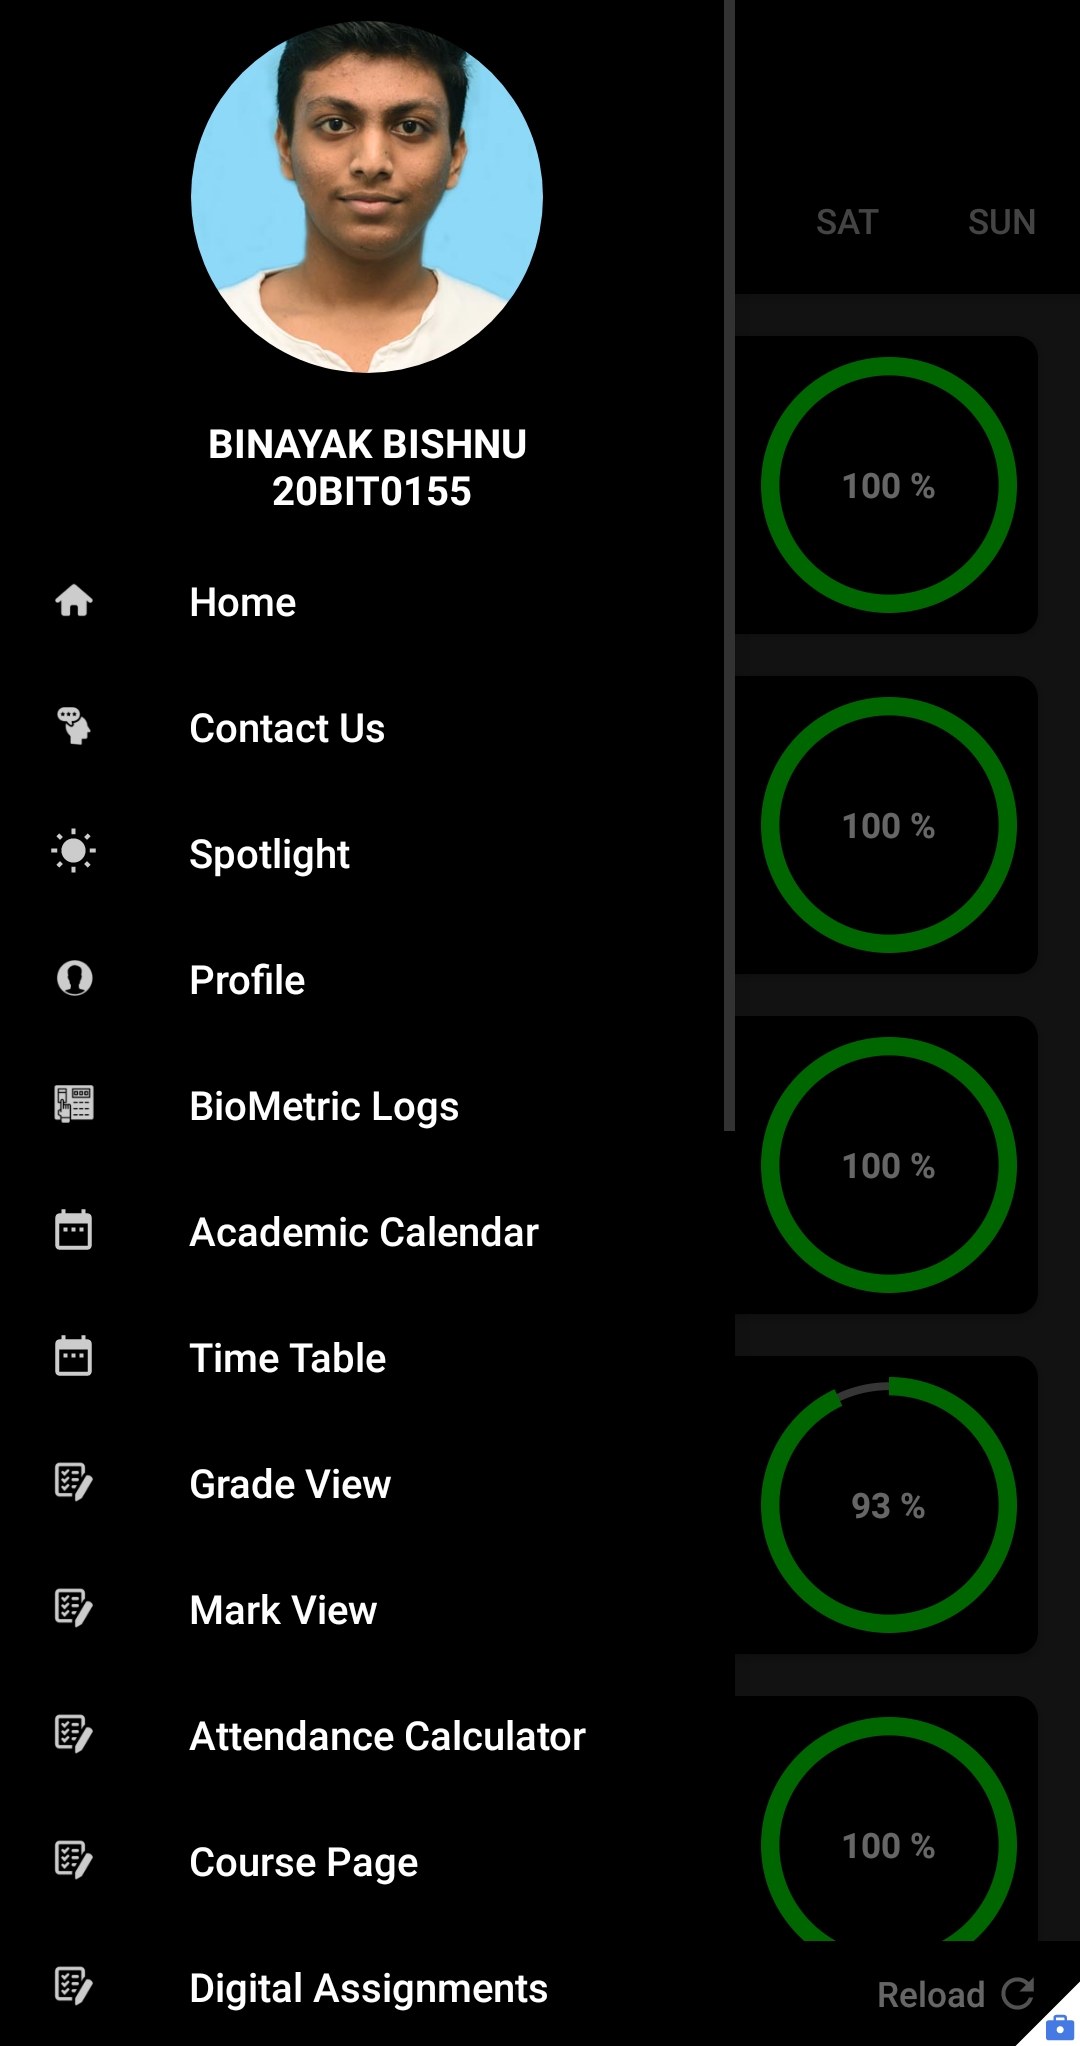 BINAYAK BISHNU
20BIT0155
Home
Contact Us
Spotlight
Profile
BioMetric Logs
Academic Calendar
Time Table
Grade View
Mark View
Attendance Calculator
Course Page
Digital Assignments
SAT SUN
100 %
100 %
100 %
93 %
100 %
Reload